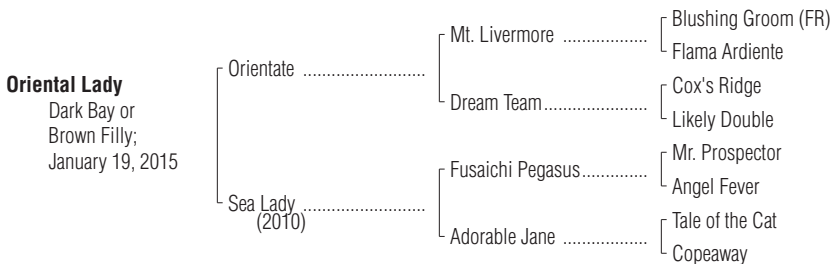 Oriental Lady
Dark Bay or
Brown Filly;
January 19, 2015
Orientate ..............................
Sea Lady ..............................
(2010)
Mt. Livermore .....................
Dream Team.........................
Fusaichi Pegasus................
Adorable Jane .....................
Blushing Groom (FR)
Flama Ardiente
Cox's Ridge
Likely Double
Mr. Prospector
Angel Fever
Tale of the Cat
Copeaway